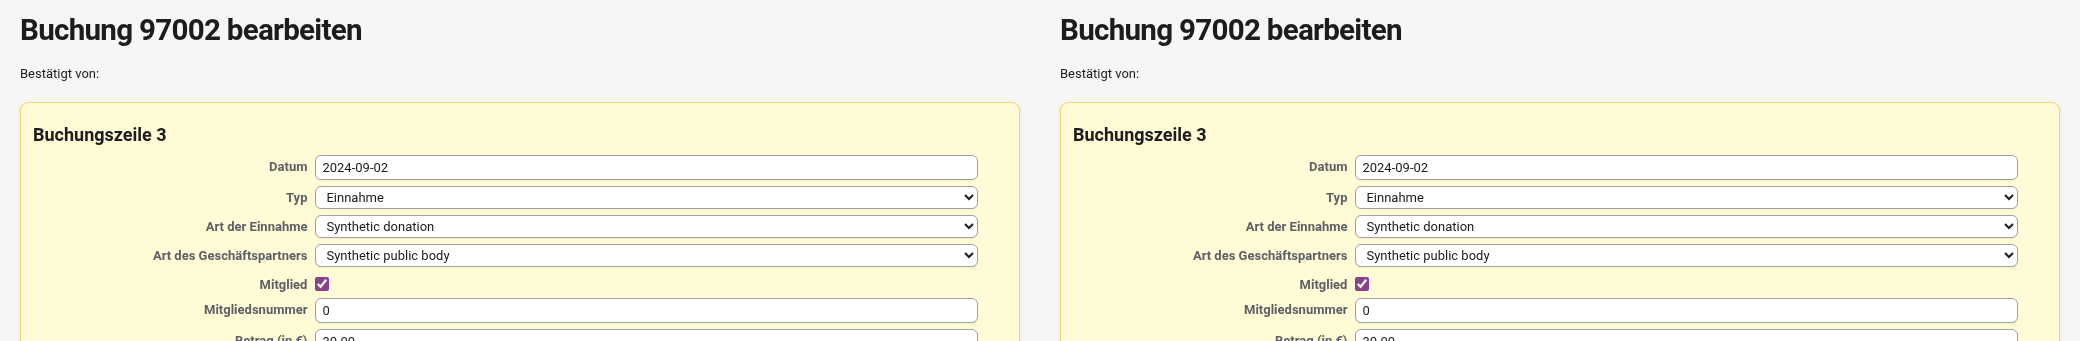 Buchung 97002 bearbeiten
Bestätigt von:
Buchungszeile 3
Datum 2024-09-02
Typ Einnahme
Art der Einnahme Synthetic donation
Art des Geschäftspartners Synthetic public body
Mitglied
Mitgliedsnummer 0
Buchung 97002 bearbeiten
Bestätigt von:
Buchungszeile 3
Datum 2024-09-02
Typ Einnahme
Art der Einnahme Synthetic donation
Art des Geschäftspartners Synthetic public body
Mitglied
Mitgliedsnummer 0